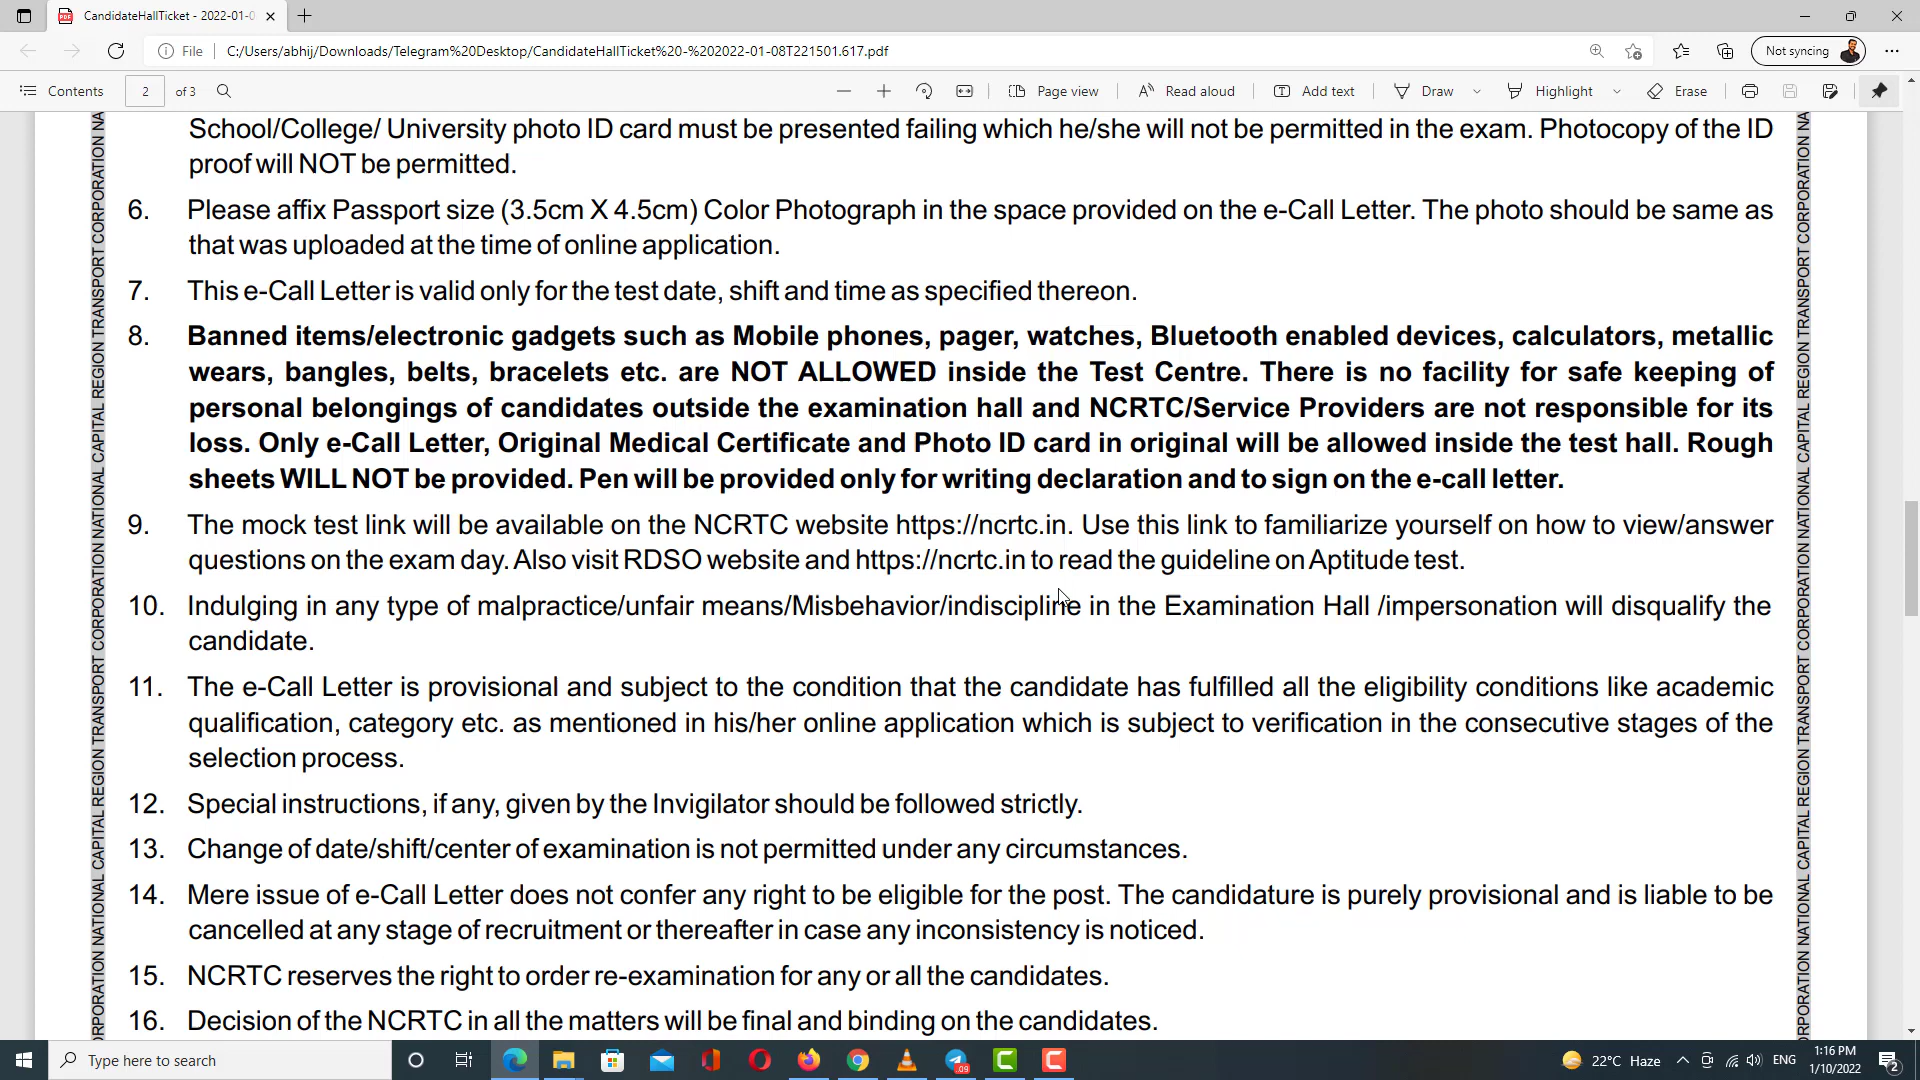 CandidateHallTicket - 2022-01-0
File
C:/Users/abhij/Downloads/Telegram%20Desktop/CandidateHallTicket%20-%202022-01-08T221501.617.pdf
Not syncing
Contents
2
of 3
Page view
Read aloud
Add text
Draw
Highlight
Erase
School/College/ University photo ID card must be presented failing which he/she will not be permitted in the exam. Photocopy of the ID
proof will NOT be permitted.
6. Please affix Passport size (3.5cm X 4.5cm) Color Photograph in the space provided on the e-Call Letter. The photo should be same as
that was uploaded at the time of online application.
7. This e-Call Letter is valid only for the test date, shift and time as specified thereon.
8. Banned items/electronic gadgets such as Mobile phones, pager, watches, Bluetooth enabled devices, calculators, metallic
wears, bangles, belts, bracelets etc. are NOT ALLOWED inside the Test Centre. There is no facility for safe keeping of
personal belongings of candidates outside the examination hall and NCRTC/Service Providers are not responsible for its
loss. Only e-Call Letter, Original Medical Certificate and Photo ID card in original will be allowed inside the test hall. Rough
sheets WILL NOT be provided. Pen will be provided only for writing declaration and to sign on the e-call letter.
9. The mock test link will be available on the NCRTC website https://ncrtc.in. Use this link to familiarize yourself on how to view/answer
questions on the exam day. Also visit RDSO website and https://ncrtc.in to read the guideline on Aptitude test.
10. Indulging in any type of malpractice/unfair means/Misbehavior/indiscipline in the Examination Hall /impersonation will disqualify the
candidate.
11. The e-Call Letter is provisional and subject to the condition that the candidate has fulfilled all the eligibility conditions like academic
qualification, category etc. as mentioned in his/her online application which is subject to verification in the consecutive stages of the
selection process.
12. Special instructions, if any, given by the Invigilator should be followed strictly.
13. Change of date/shift/center of examination is not permitted under any circumstances.
14. Mere issue of e-Call Letter does not confer any right to be eligible for the post. The candidature is purely provisional and is liable to be
cancelled at any stage of recruitment or thereafter in case any inconsistency is noticed.
15. NCRTC reserves the right to order re-examination for any or all the candidates.
16. Decision of the NCRTC in all the matters will be final and binding on the candidates.
RPORATION NATIONAL CAPITAL REGION TRANSPORT CORPORATION NATIONAL CAPITAL REGION TRANSPORT CORPORATION NA
RPORATION NATIONAL CAPITAL REGION TRANSPORT CORPORATION NATIONAL CAPITAL REGION TRANSPORT CORPORATION NA
Type here to search
.09
22°C Haze
ENG
1:16 PM
1/10/2022
2